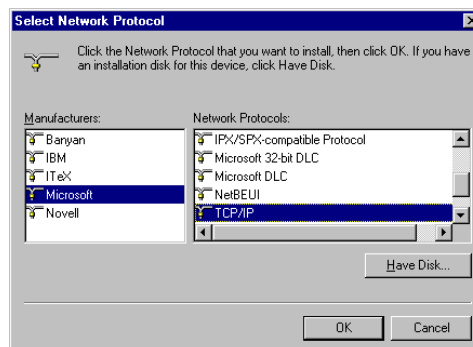 Select Network Protocol
Click the Network Protocol that you want to install, then click OK. If you have
an installation disk for this device, click Have Disk.
Manufacturers:
Banyan
IBM
ITeX
Microsoft
Novell
Network Protocols:
IPX/SPX-compatible Protocol
Microsoft 32-bit DLC
Microsoft DLC
NetBEUI
TCP/IP
Have Disk...
OK
Cancel